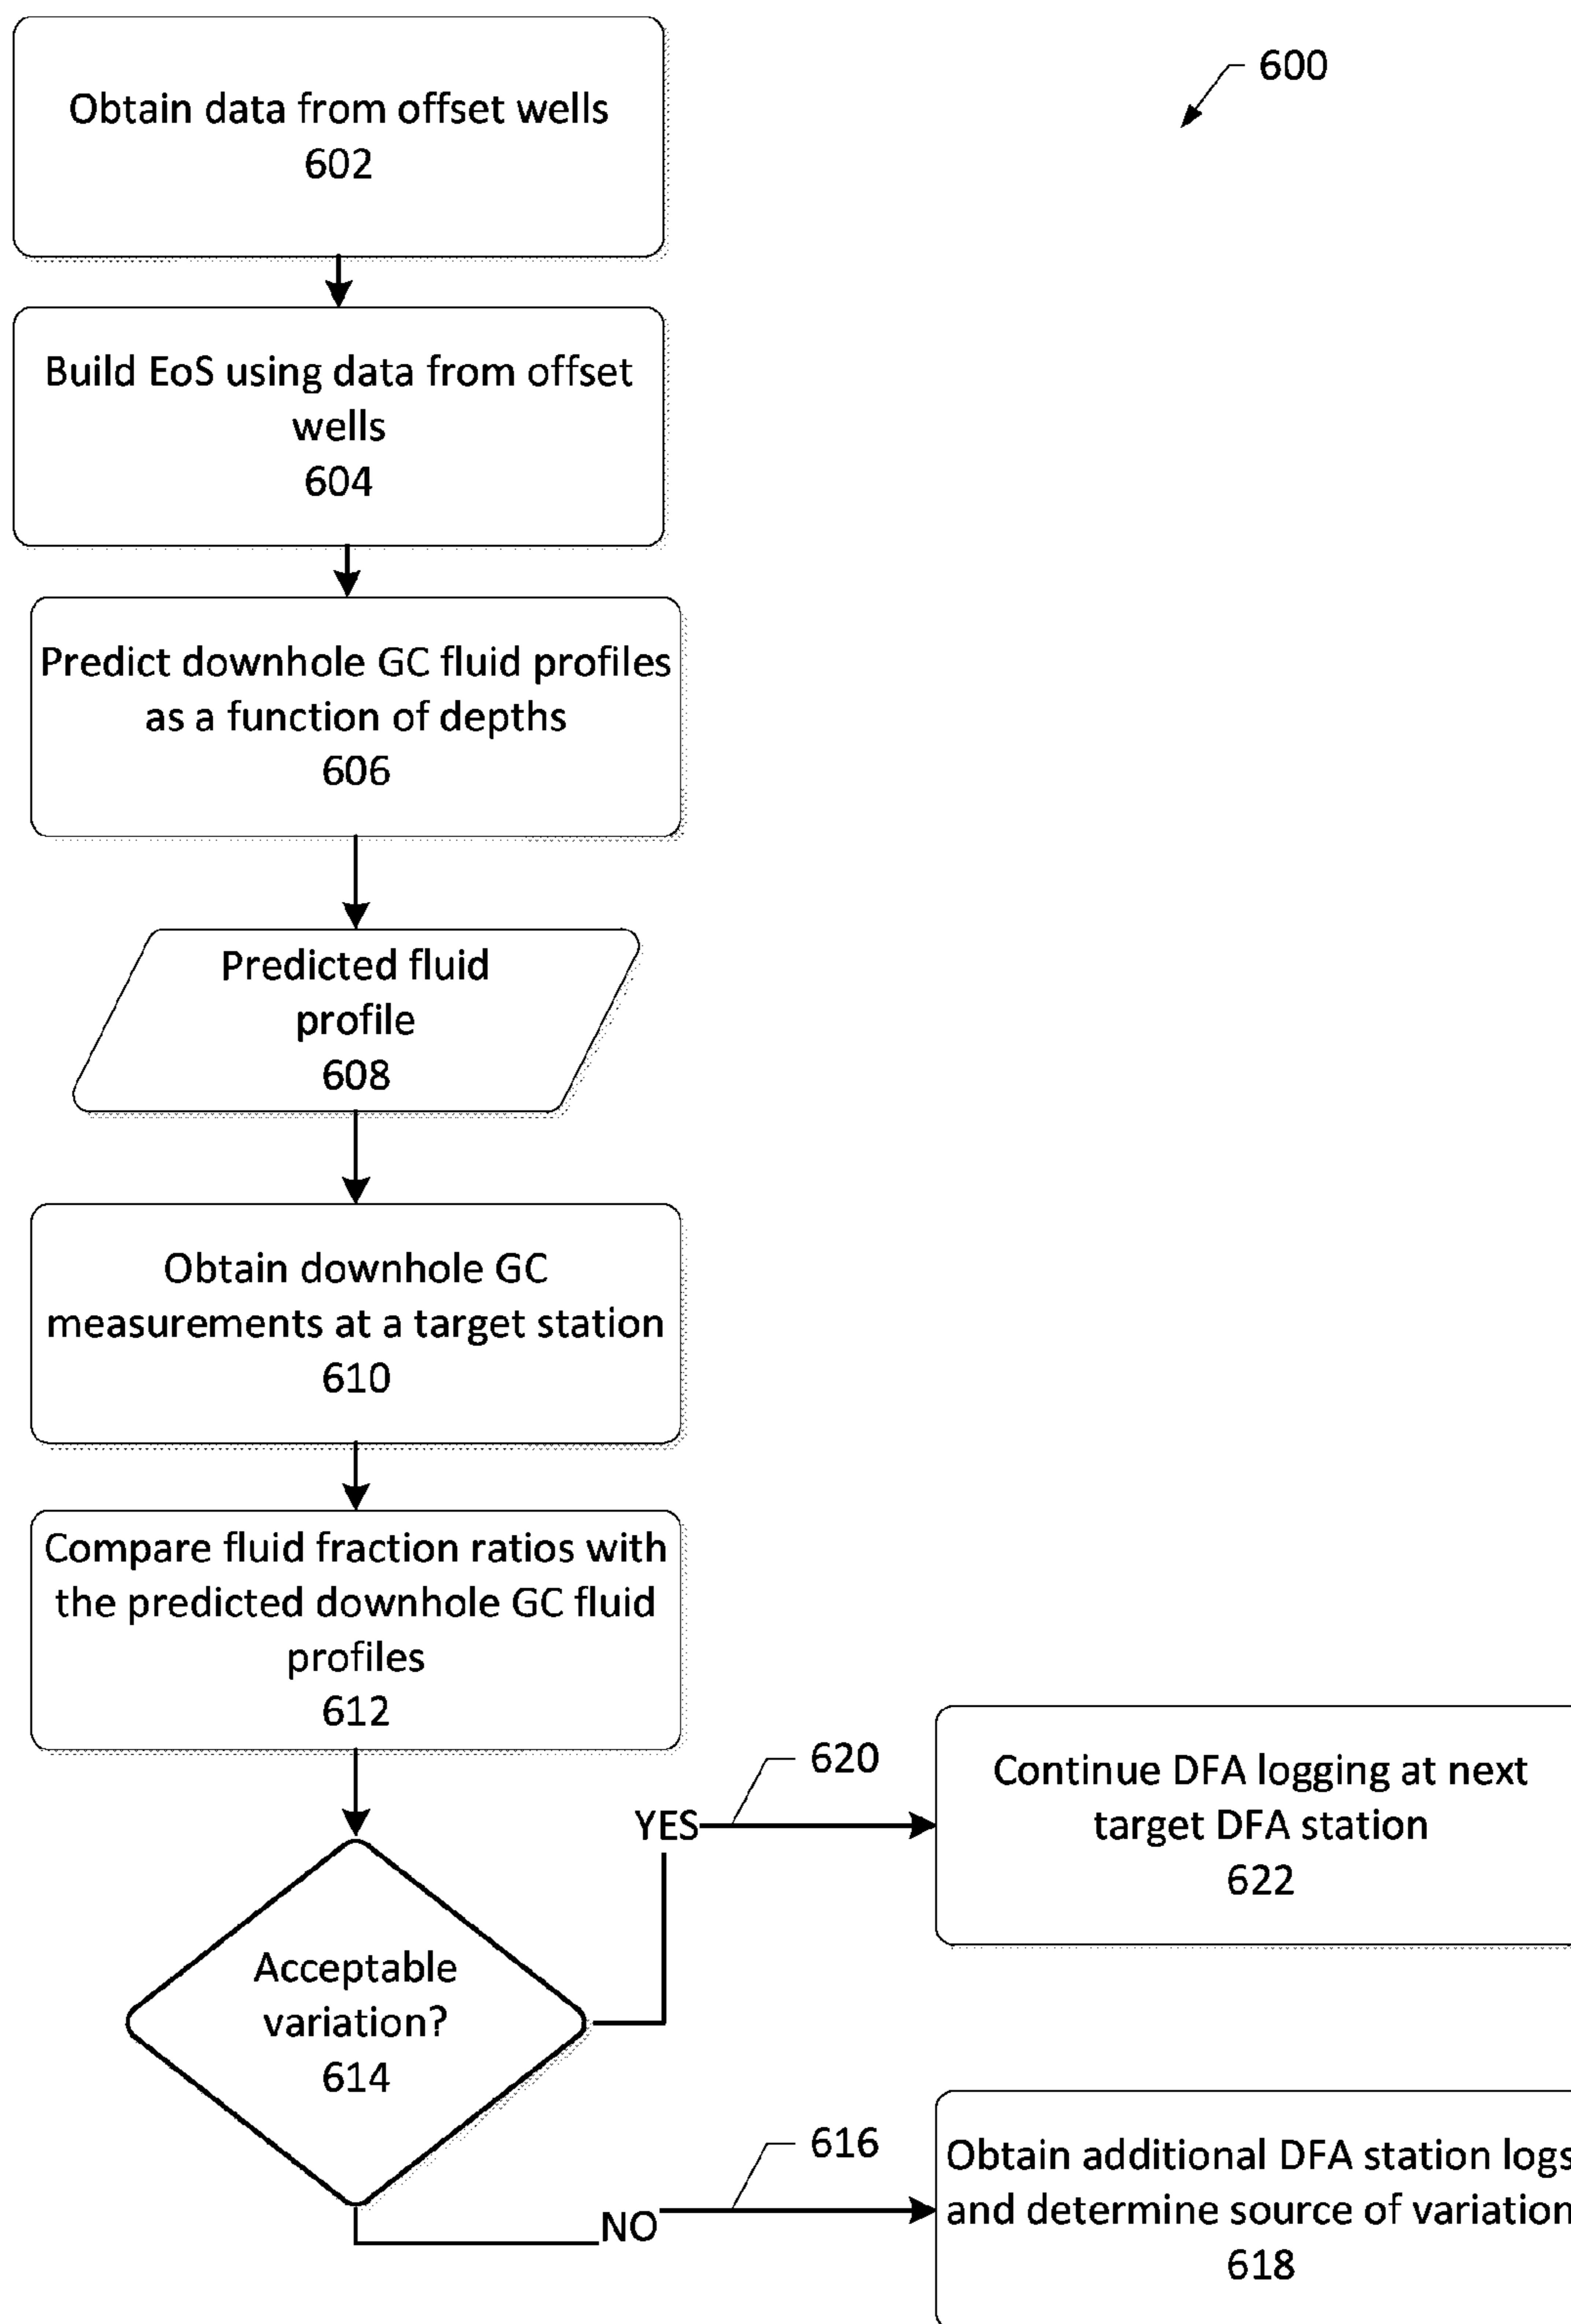 600
Obtain data from offset wells
602
Build EoS using data from offset
wells
604
Predict downhole GC fluid profiles
as a function of depths
606
Predicted fluid
profile
608
Obtain downhole GC
measurements at a target station
610
Compare fluid fraction ratios with
the predicted downhole GC fluid
profiles
612
Acceptable
variation?
614
YES
620
Continue DFA logging at next
target DFA station
622
NO
616
Obtain additional DFA station logs
and determine source of variation
618